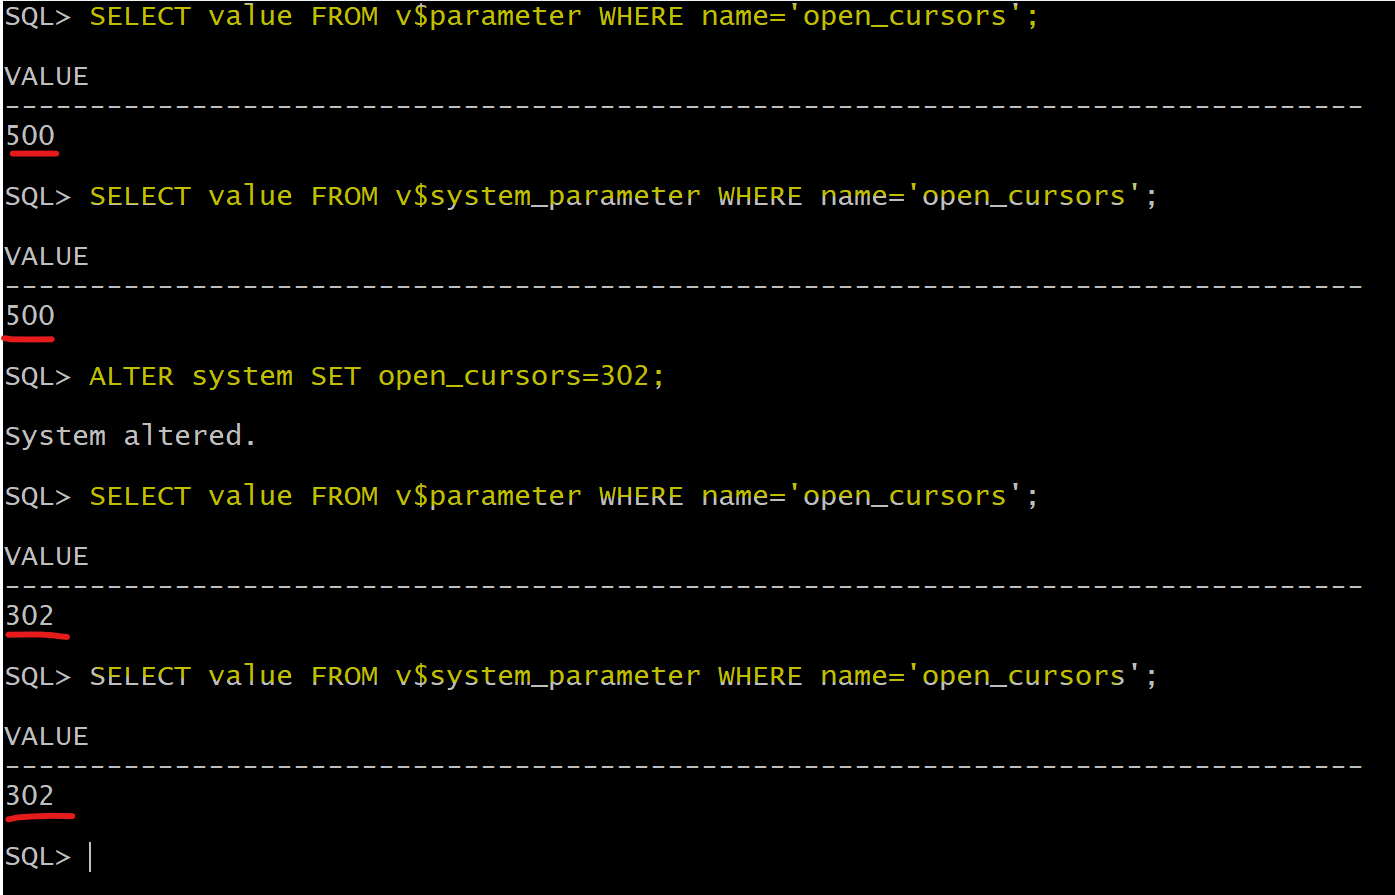 SQL> SELECT value FROM v$parameter WHERE name='open_cursors';
VALUE
--------------------------------------------------------------------------------
500
SQL> SELECT value FROM v$system_parameter WHERE name='open_cursors';
VALUE
--------------------------------------------------------------------------------
500
SQL> ALTER system SET open_cursors=302;
System altered.
SQL> SELECT value FROM v$parameter WHERE name='open_cursors';
VALUE
--------------------------------------------------------------------------------
302
SQL> SELECT value FROM v$system_parameter WHERE name='open_cursors';
VALUE
--------------------------------------------------------------------------------
302
SQL>